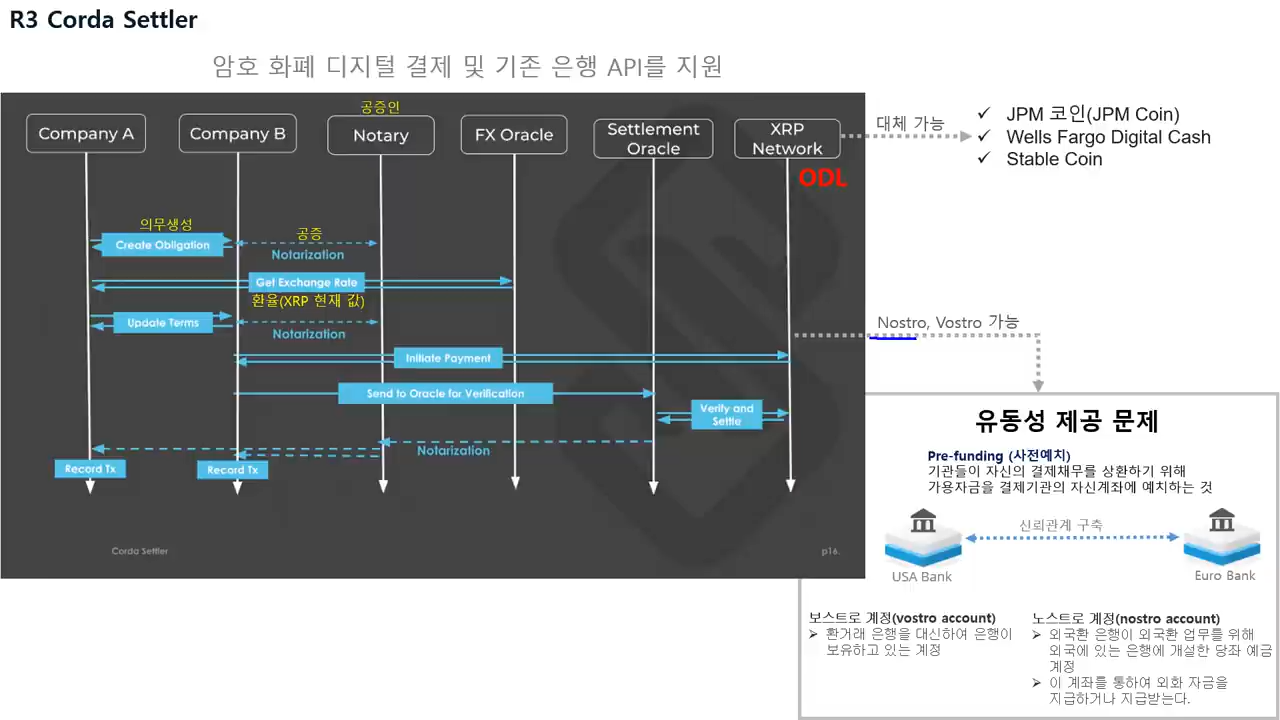 R3 Corda Settler
암호 화폐 디지털 결제 및 기존 은행 API를 지원
공증인
Company A
Company B
Notary
FX Oracle
Settlement
Oracle
XRP
Network
ODL
대체 가능
✓ JPM 코인(JPM Coin)
✓ Wells Fargo Digital Cash
✓ Stable Coin
의무생성
공증
Create Obligation
Notarization
Get Exchange Rate
환율(XRP 현재 값)
Update Terms
Notarization
Nostro, Vostro 가능
Initiate Payment
Send to Oracle for Verification
Verify and
Settle
Notarization
Record Tx
Record Tx
Corda Settler
p16.
유동성 제공 문제
Pre-funding (사전예치)
기관들이 자신의 결제채무를 상환하기 위해
가용자금을 결제기관의 자신계좌에 예치하는 것
신뢰관계 구축
USA Bank
Euro Bank
보스트로 계정(vostro account)
➢ 환거래 은행을 대신하여 은행이
보유하고 있는 계정
노스트로 계정(nostro account)
➢ 외국환 은행이 외국환 업무를 위해
외국에 있는 은행에 개설한 당좌 예금
계정
➢ 이 계좌를 통하여 외화 자금을
지급하거나 지급받는다.